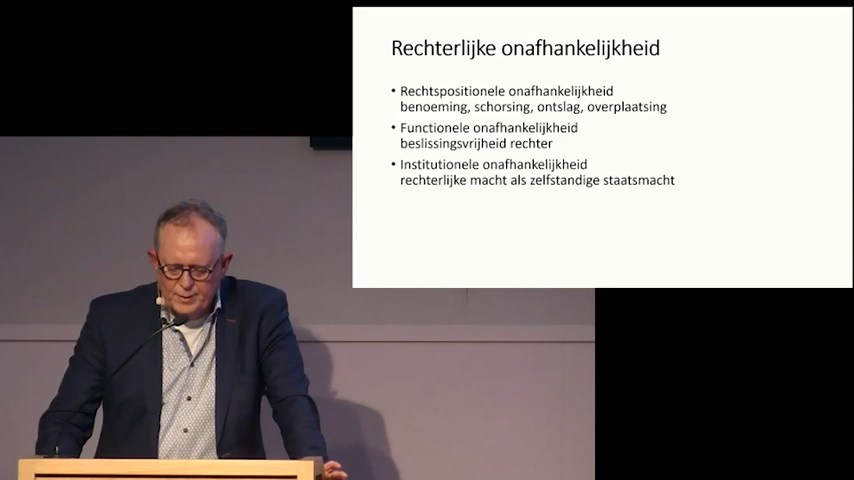 Rechterlijke onafhankelijkheid
• Rechtspositionele onafhankelijkheid
benoeming, schorsing, ontslag, overplaatsing
• Functionele onafhankelijkheid
beslissingsvrijheid rechter
• Institutionele onafhankelijkheid
rechterlijke macht als zelfstandige staatsmacht